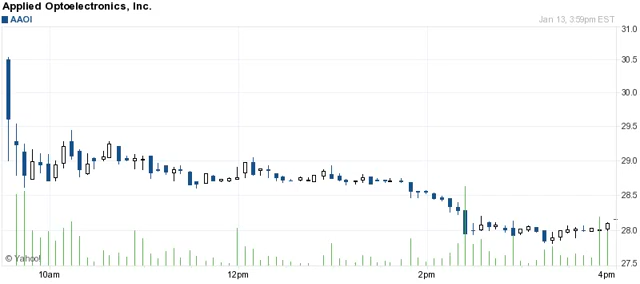 Applied Optoelectronics, Inc.
AAOI
Jan 13, 3:59pm EST
31.0
30.5
30.0
29.5
29.0
28.5
28.0
27.5
© Yahoo!
10am
12pm
2pm
4pm